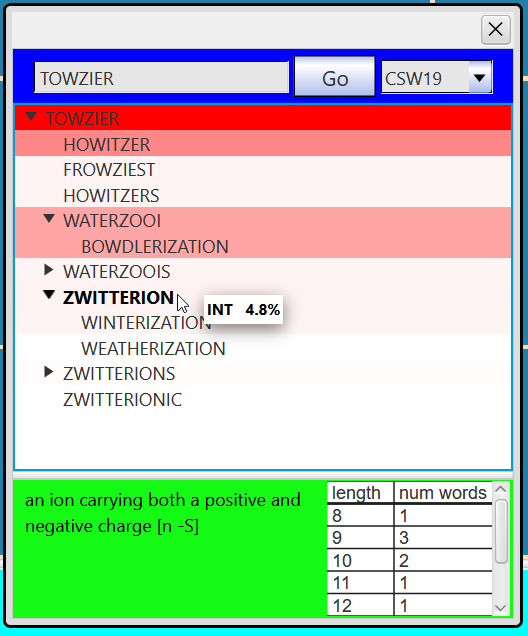 TOWZIER Go CSW19
TOWZIER
HOWITZER
FROWZIEST
HOWITZERS
WATERZOOI
BOWDLERIZATION
WATERZOOIS
ZWITTERION
INT 4.8%
WINTERIZATION
WEATHERIZATION
ZWITTERIONS
ZWITTERIONIC
an ion carrying both a positive and
negative charge [n -S]
length num words
8 1
9 3
10 2
11 1
12 1